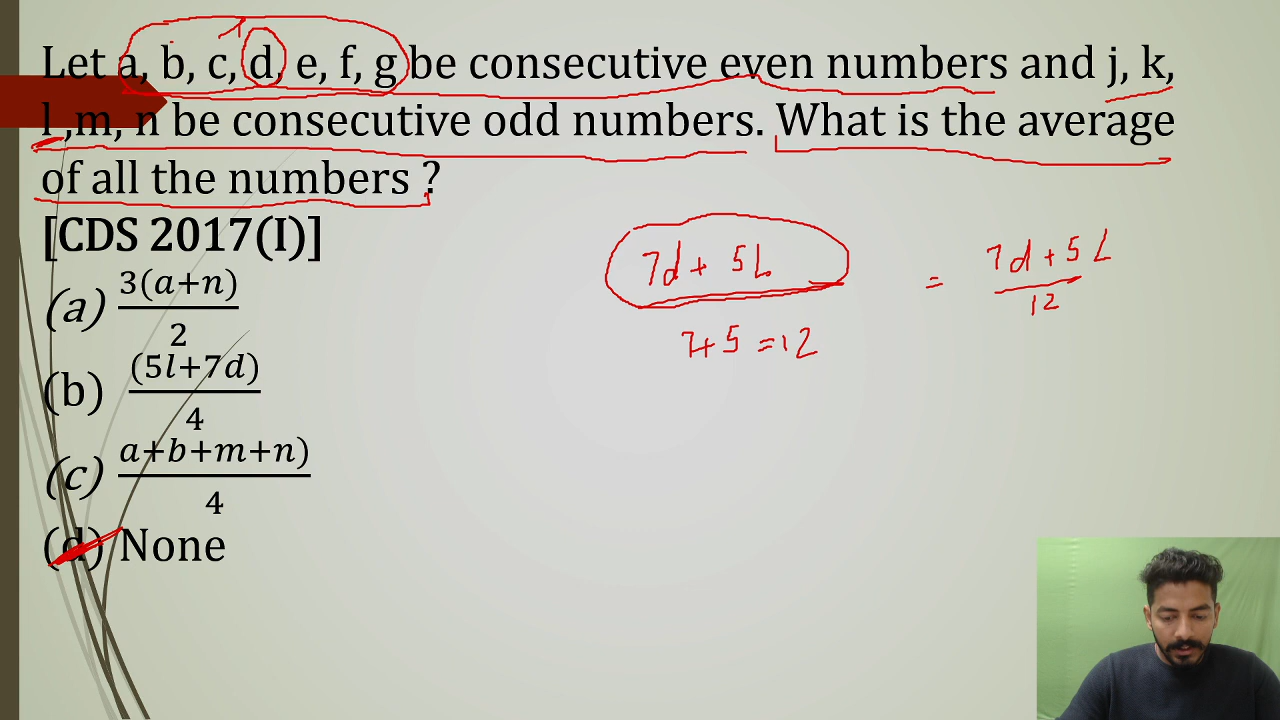 Let a, b, c, d, e, f, g be consecutive even numbers and j, k,
l ,m, n be consecutive odd numbers. What is the average
of all the numbers ?
[CDS 2017(I)]
(a) 3(a+n)
2
(b) (5l+7d)
4
(c) a+b+m+n)
4
(d) None
7d + 5L
7+5 =12
= 7d+5L
12